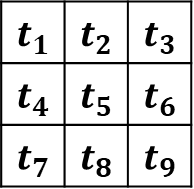 t₁ t₂ t₃
t₄ t₅ t₆
t₇ t₈ t₉